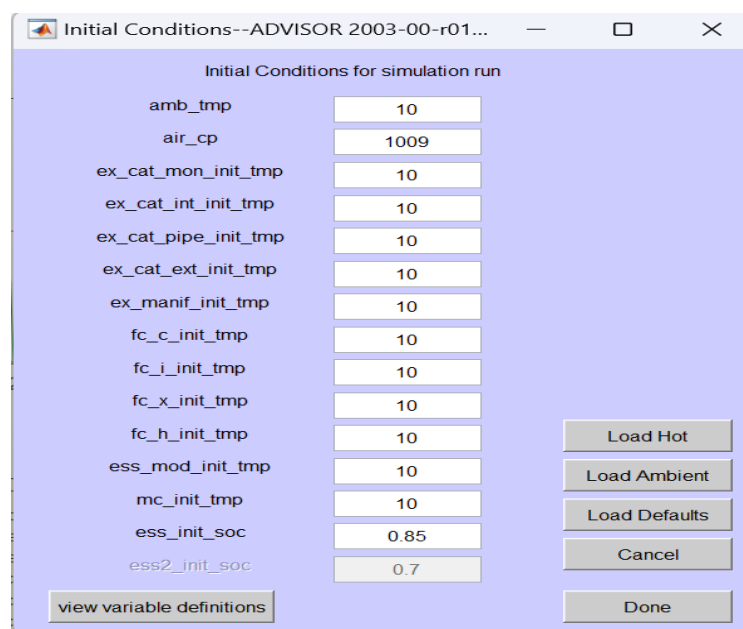 Initial Conditions--ADVISOR 2003-00-r01...
Initial Conditions for simulation run
amb_tmp 10
air_cp 1009
ex_cat_mon_init_tmp 10
ex_cat_int_init_tmp 10
ex_cat_pipe_init_tmp 10
ex_cat_ext_init_tmp 10
ex_manif_init_tmp 10
fc_c_init_tmp 10
fc_i_init_tmp 10
fc_x_init_tmp 10
fc_h_init_tmp 10
Load Hot
ess_mod_init_tmp 10
Load Ambient
mc_init_tmp 10
Load Defaults
ess_init_soc 0.85
Cancel
ess2_init_soc 0.7
view variable definitions
Done